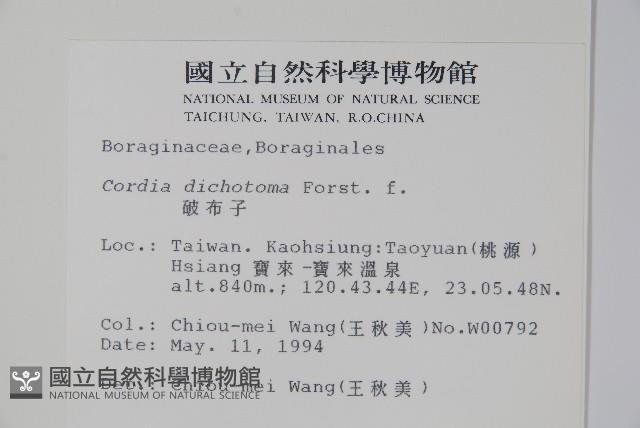 國立自然科學博物館
NATIONAL MUSEUM OF NATURAL SCIENCE
TAICHUNG, TAIWAN, R.O.CHINA
Boraginaceae,Boraginales
Cordia dichotoma Forst. f.
破布子
Loc.: Taiwan. Kaohsiung:Taoyuan(桃源)
Hsiang 寶來-寶來溫泉
alt.840m.; 120.43.44E, 23.05.48N.
Col.: Chiou-mei Wang(王秋美)No.W00792
Date: May. 11, 1994
Det.: Chiou-mei Wang(王秋美)
國立自然科學博物館
NATIONAL MUSEUM OF NATURAL SCIENCE